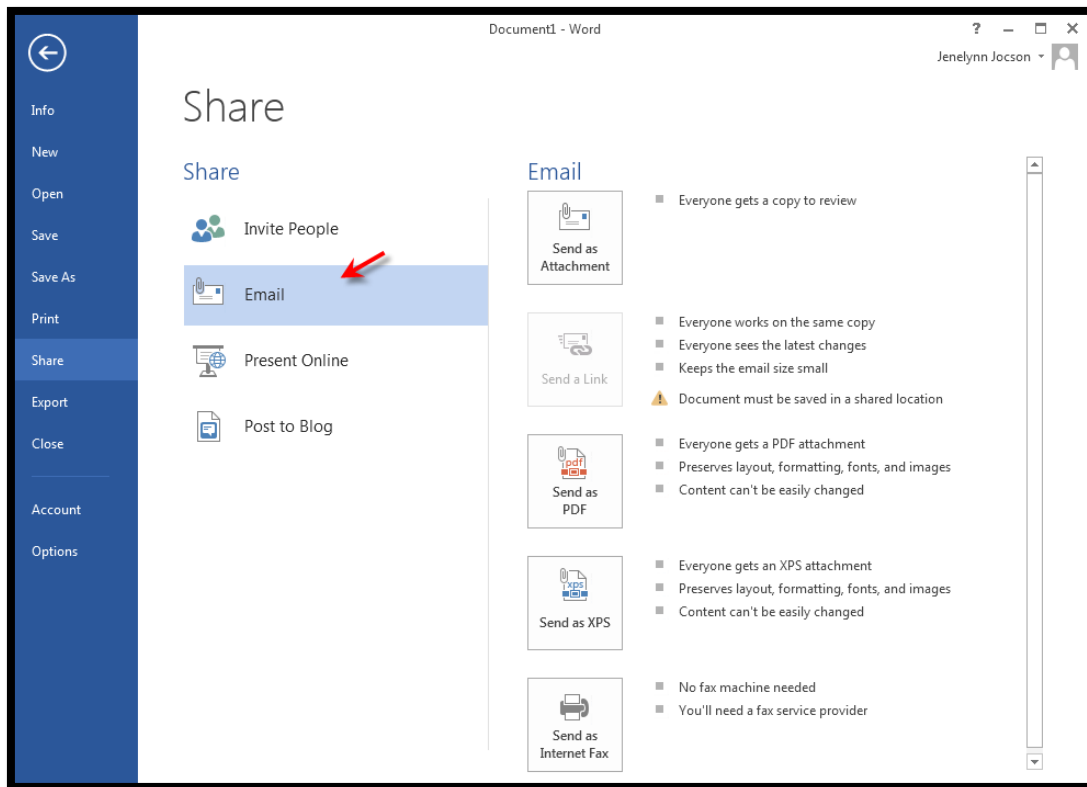 Document1 - Word
?
Jenelynn Jocson
Info
New
Open
Save
Save As
Print
Share
Export
Close
Account
Options
Share
Share
Invite People
Email
Present Online
Post to Blog
Email
Send as
Attachment
Everyone gets a copy to review
Send a Link
Everyone works on the same copy
Everyone sees the latest changes
Keeps the email size small
Document must be saved in a shared location
pdf
Send as
PDF
Everyone gets a PDF attachment
Preserves layout, formatting, fonts, and images
Content can't be easily changed
xps
Send as XPS
Everyone gets an XPS attachment
Preserves layout, formatting, fonts, and images
Content can't be easily changed
Send as
Internet Fax
No fax machine needed
You'll need a fax service provider